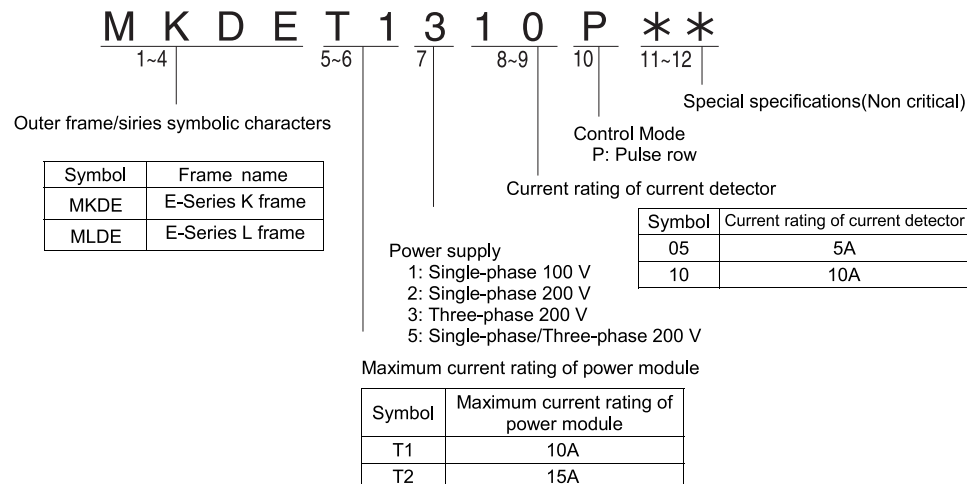 M K D E T 1 3 1 0 P * *
1~4 5~6 7 8~9 10 11~12
Special specifications(Non critical)
Outer frame/siries symbolic characters
Control Mode
P: Pulse row
Symbol Frame name
MKDE E-Series K frame
MLDE E-Series L frame
Current rating of current detector
Symbol Current rating of current detector
05 5A
10 10A
Power supply
1: Single-phase 100 V
2: Single-phase 200 V
3: Three-phase 200 V
5: Single-phase/Three-phase 200 V
Maximum current rating of power module
Symbol Maximum current rating of
power module
T1 10A
T2 15A